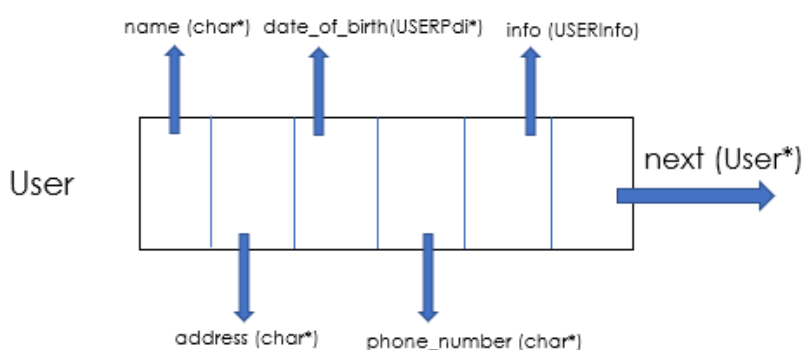 name (char*) date_of_birth(USERPdi*) info (USERInfo)
next (User*)
User
address (char*) phone_number (char*)